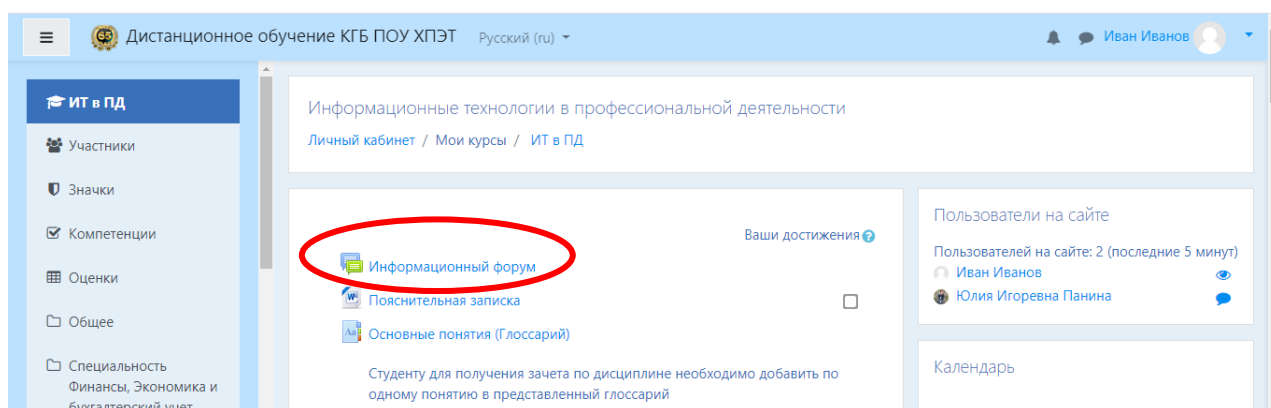 Дистанционное обучение КГБ ПОУ ХПЭТ Русский (ru)
Иван Иванов
ИТ в ПД
Участники
Значки
Компетенции
Оценки
Общее
Специальность
Финансы, Экономика и
бухгалтерский учет
Информационные технологии в профессиональной деятельности
Личный кабинет / Мои курсы / ИТ в ПД
Ваши достижения
Информационный форум
Пояснительная записка
Основные понятия (Глоссарий)
Студенту для получения зачета по дисциплине необходимо добавить по
одному понятию в представленный глоссарий
Пользователи на сайте
Пользователей на сайте: 2 (последние 5 минут)
Иван Иванов
Юлия Игоревна Панина
Календарь